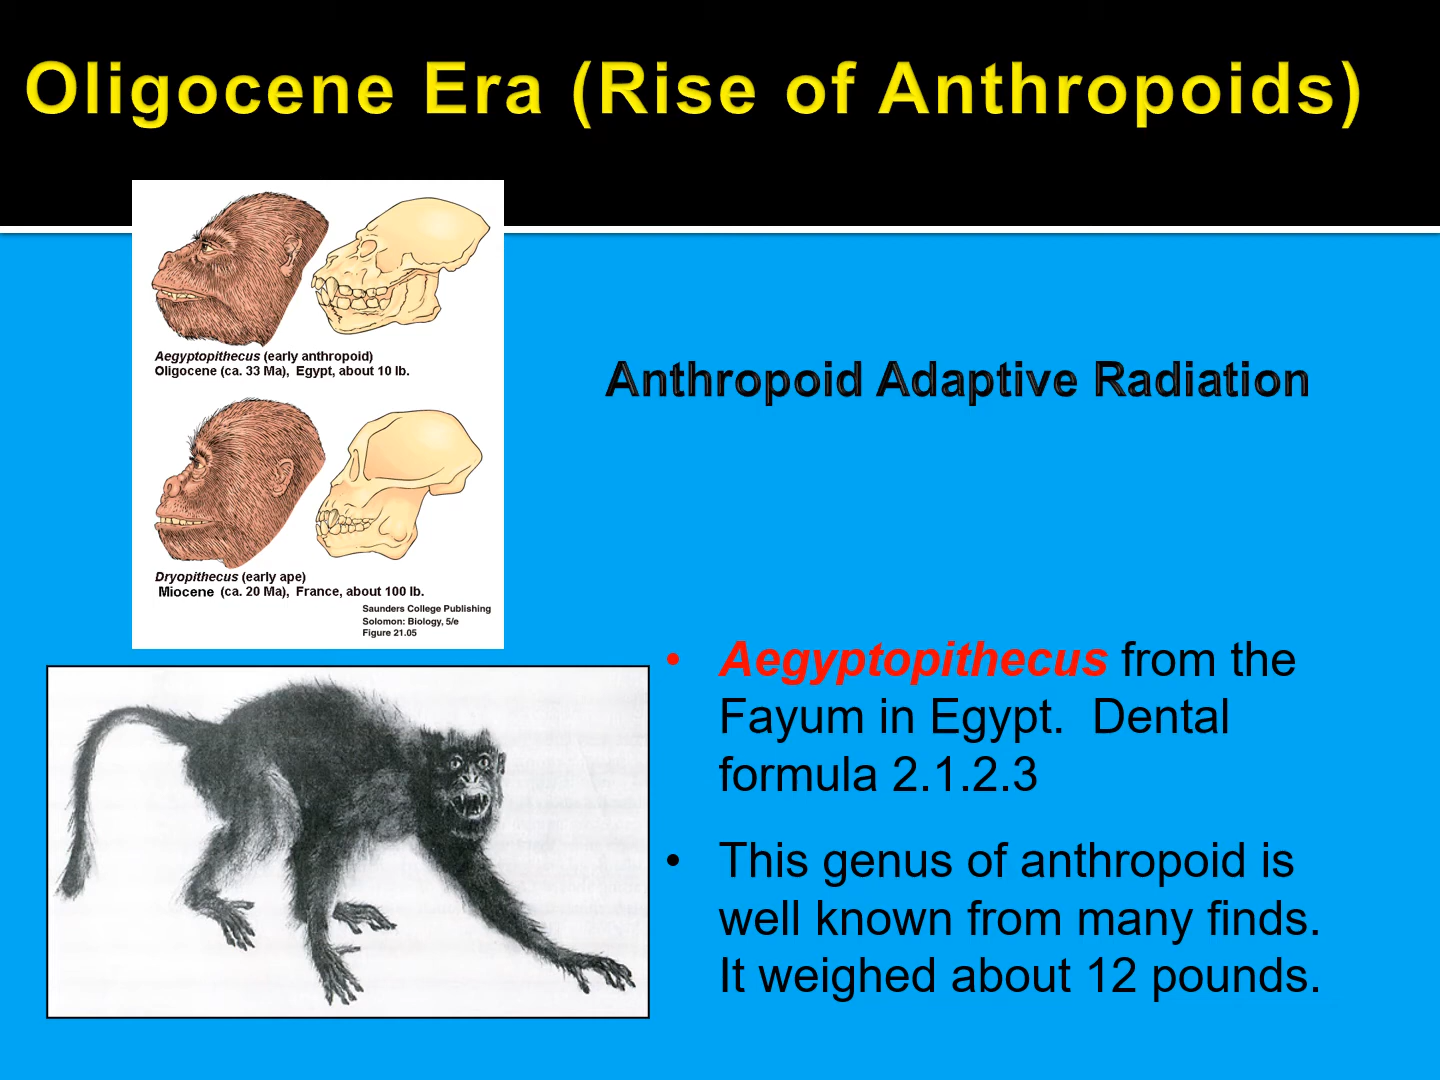 Oligocene Era (Rise of Anthropoids)
Aegyptopithecus (early anthropoid)
Oligocene (ca. 33 Ma), Egypt, about 10 lb.
Dryopithecus (early ape)
Miocene (ca. 20 Ma), France, about 100 lb.
Saunders College Publishing
Solomon: Biology, 5/e
Figure 21.05
Anthropoid Adaptive Radiation
• Aegyptopithecus from the
Fayum in Egypt. Dental
formula 2.1.2.3
• This genus of anthropoid is
well known from many finds.
It weighed about 12 pounds.